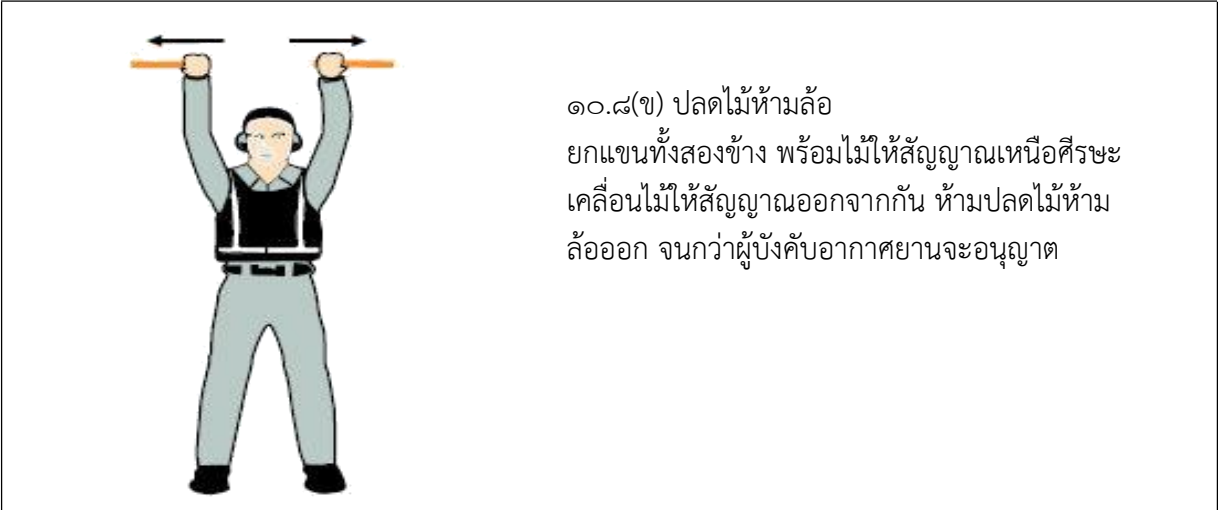 ๑๐.๘(ข) ปลดไม้ห้ามล้อ
ยกแขนทั้งสองข้าง พร้อมไม้ให้สัญญาณเหนือศีรษะ
เคลื่อนไม้ให้สัญญาณออกจากกัน ห้ามปลดไม้ห้าม
ล้อออก จนกว่าผู้บังคับอากาศยานจะอนุญาต